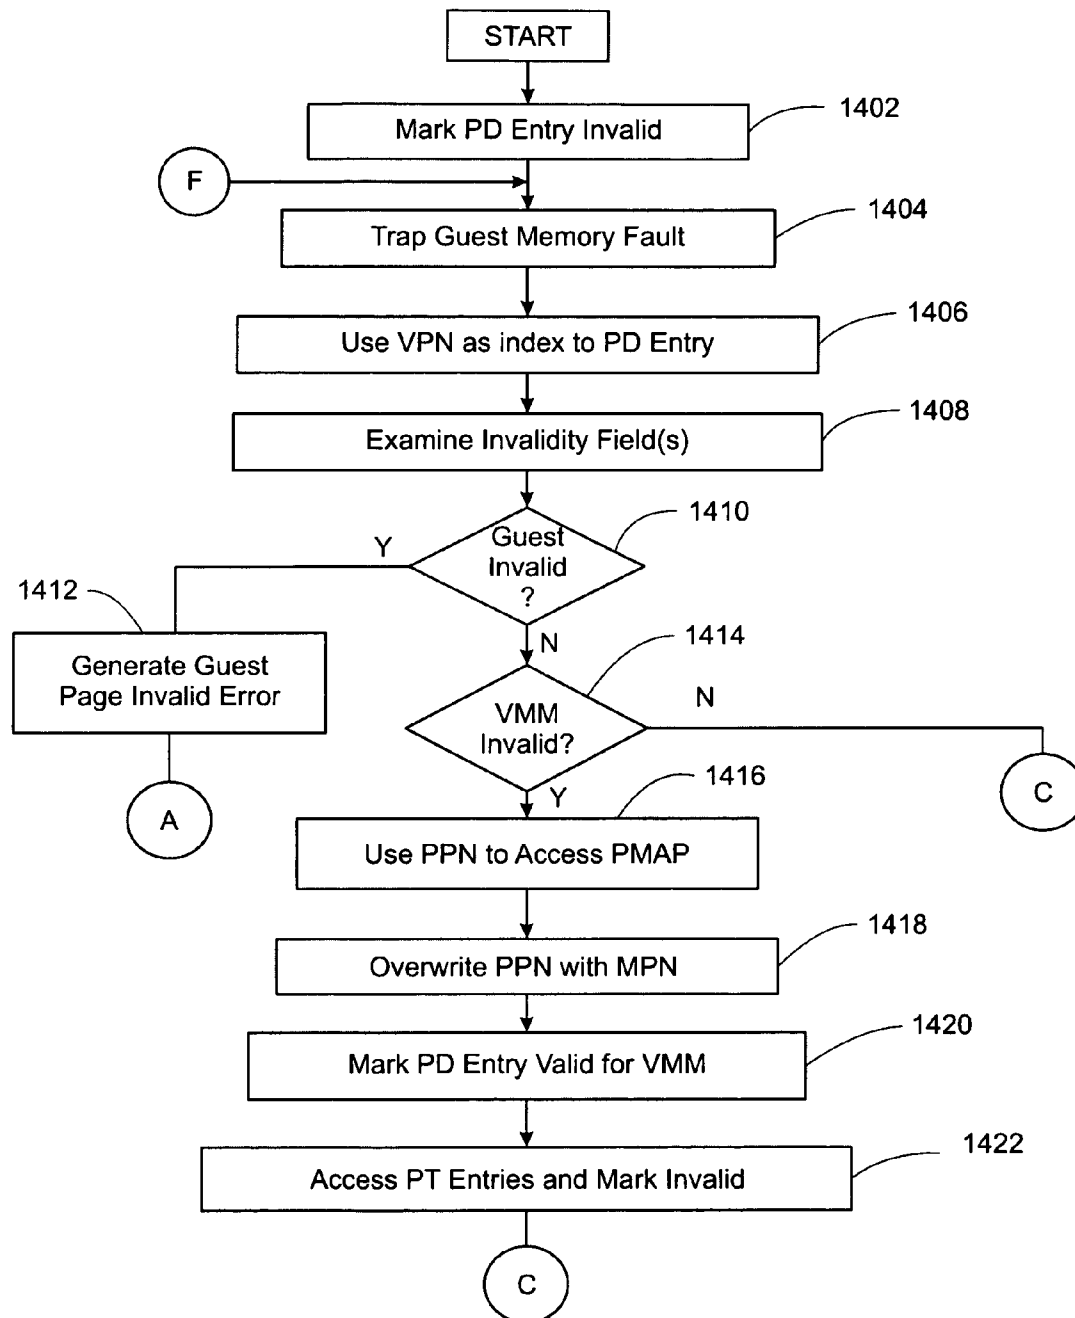 START
Mark PD Entry Invalid
1402
F
Trap Guest Memory Fault
1404
Use VPN as index to PD Entry
1406
Examine Invalidity Field(s)
1408
Guest
Invalid
?
1410
Y
1412
Generate Guest
Page Invalid Error
N
1414
VMM
Invalid?
N
A
Y
1416
C
Use PPN to Access PMAP
1418
Overwrite PPN with MPN
1420
Mark PD Entry Valid for VMM
1422
Access PT Entries and Mark Invalid
C